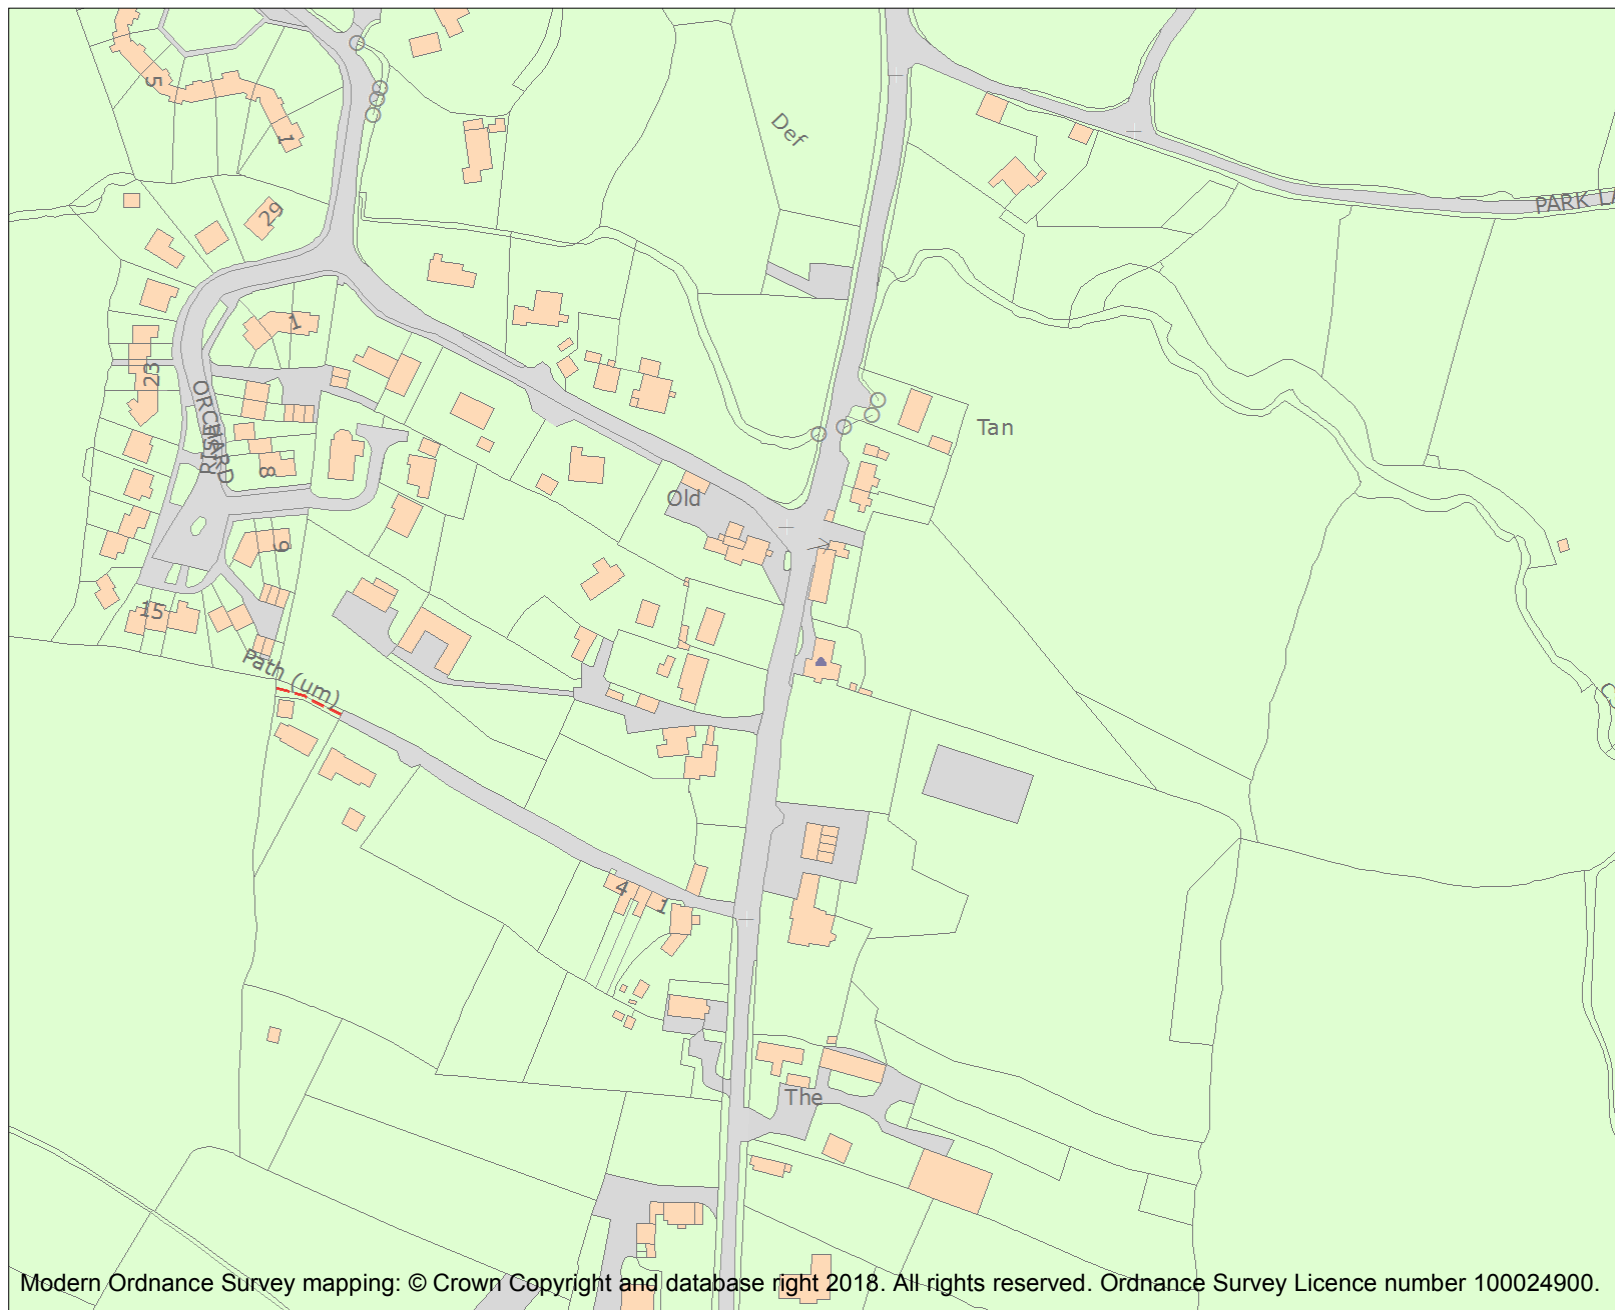 5
1
Def
29
PARK LA
1
23
ORCHARD
RISE
Tan
8
Old
9
15
Path (um)
4
1
The
Modern Ordnance Survey mapping: © Crown Copyright and database right 2018. All rights reserved. Ordnance Survey Licence number 100024900.